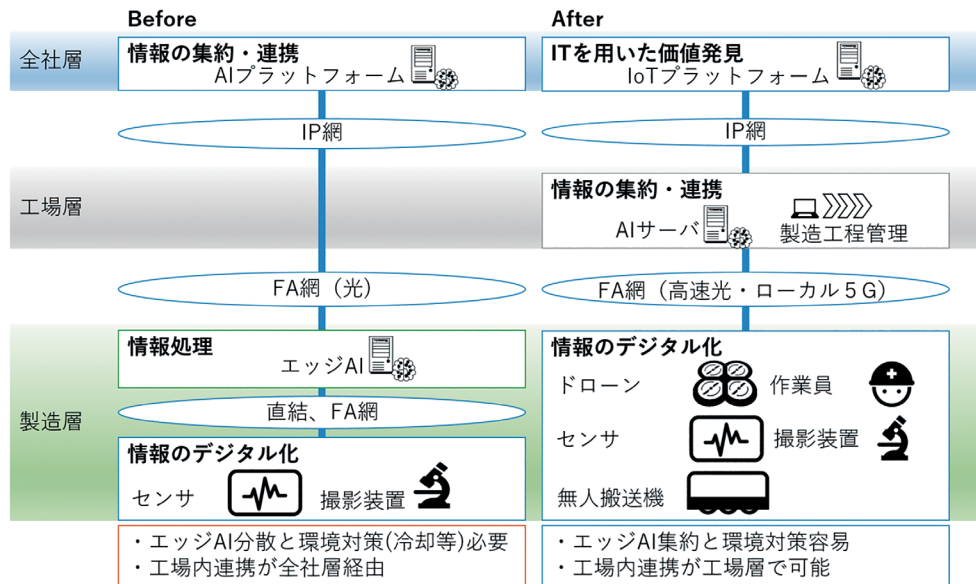 Before
After
全社層
情報の集約・連携
AIプラットフォーム
ITを用いた価値発見
IoTプラットフォーム
IP網
IP網
工場層
情報の集約・連携
AIサーバ
製造工程管理
FA網（光）
FA網（高速光・ローカル５G）
製造層
情報処理
エッジAI
直結、FA網
情報のデジタル化
センサ
撮影装置
情報のデジタル化
ドローン
作業員
センサ
撮影装置
無人搬送機
・エッジAI分散と環境対策(冷却等)必要
・工場内連携が全社層経由
・エッジAI集約と環境対策容易
・工場内連携が工場層で可能